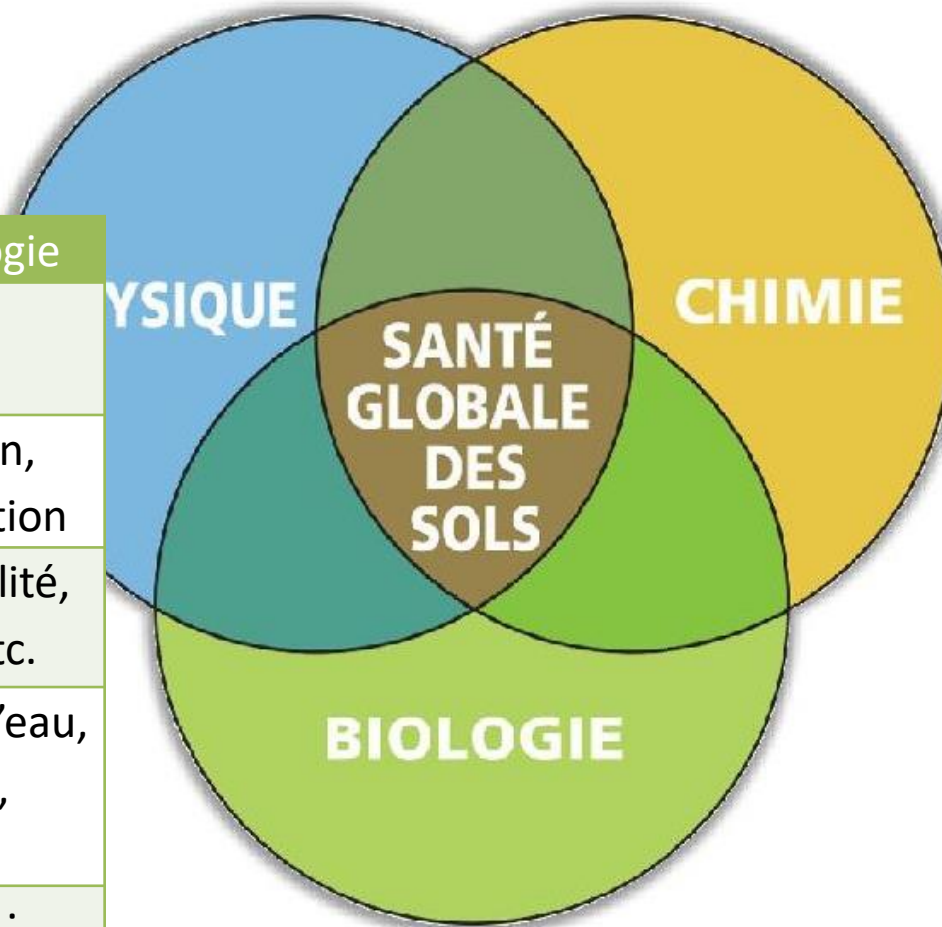 ogie
n,
tion
lité,
tc.
’eau,
,
.
YSIQUE
CHIMIE
SANTÉ
GLOBALE
DES
SOLS
BIOLOGIE